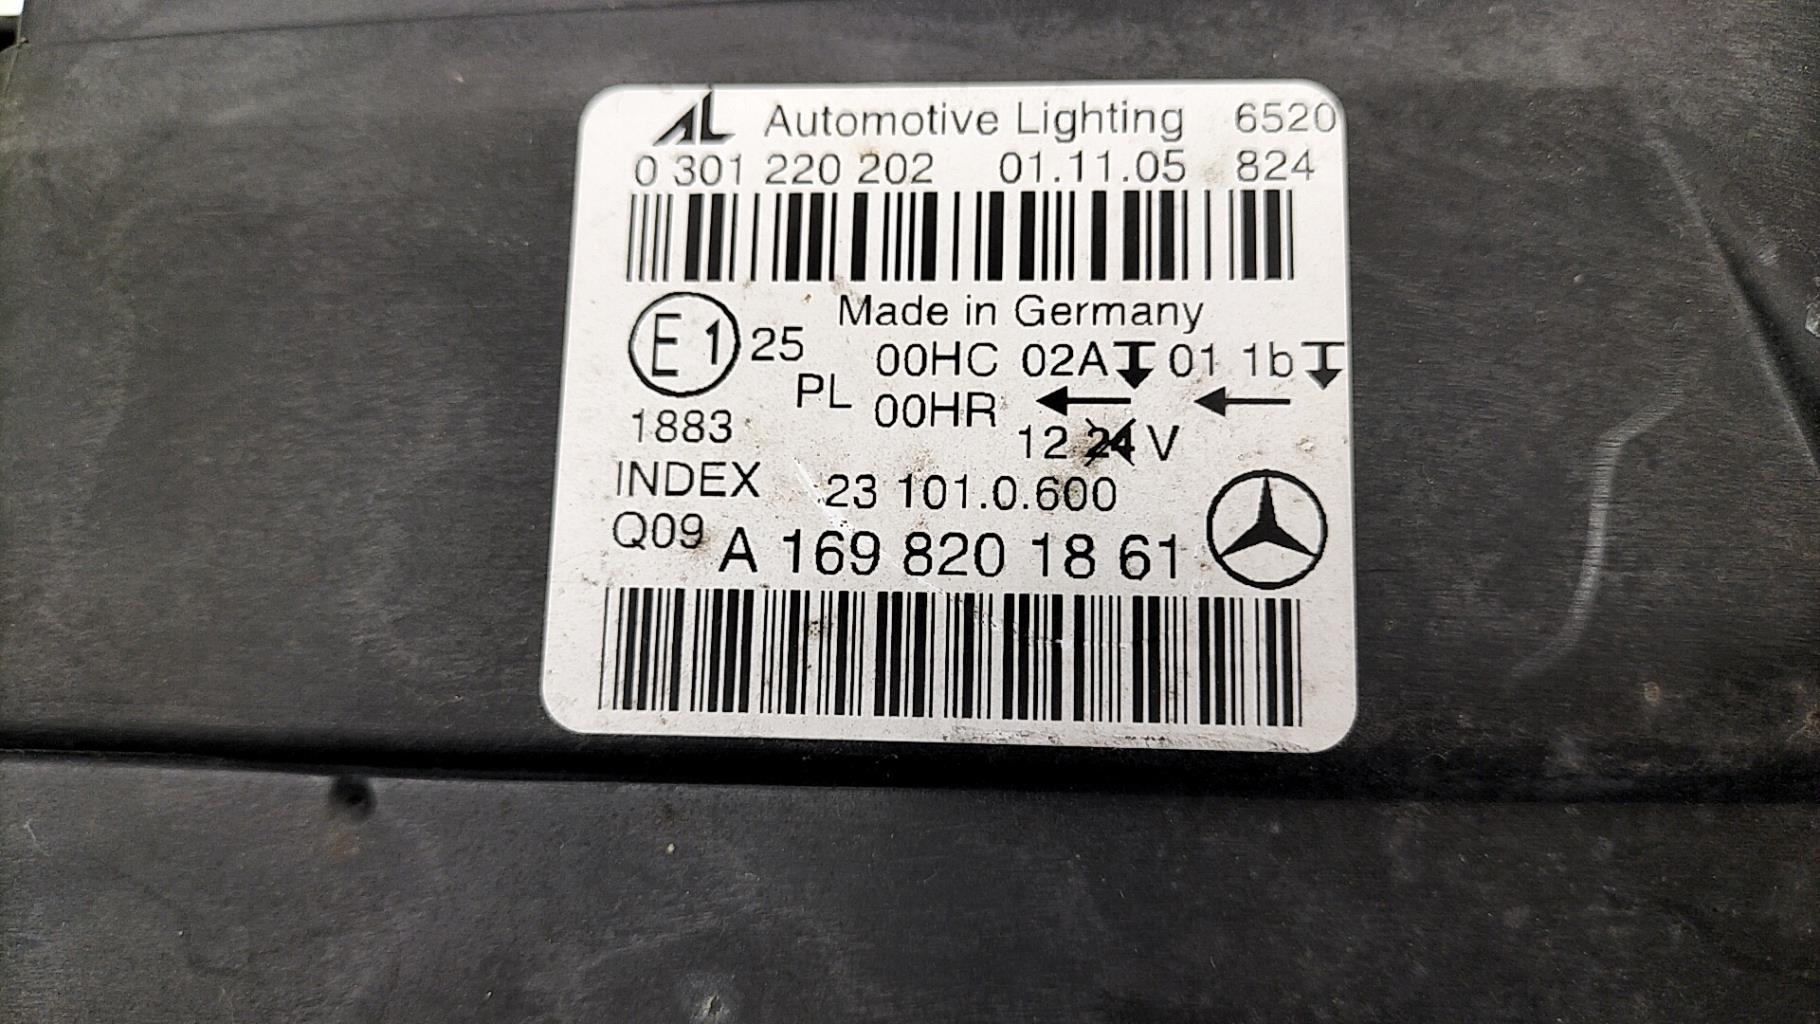 AL Automotive Lighting 6520
0 301 220 202 01.11.05 824
Made in Germany
E1 25 00HC 02A 01 1b
PL 00HR ← ←
1883 12 24 V
INDEX 23 101.0.600
Q09 A 169 820 18 61